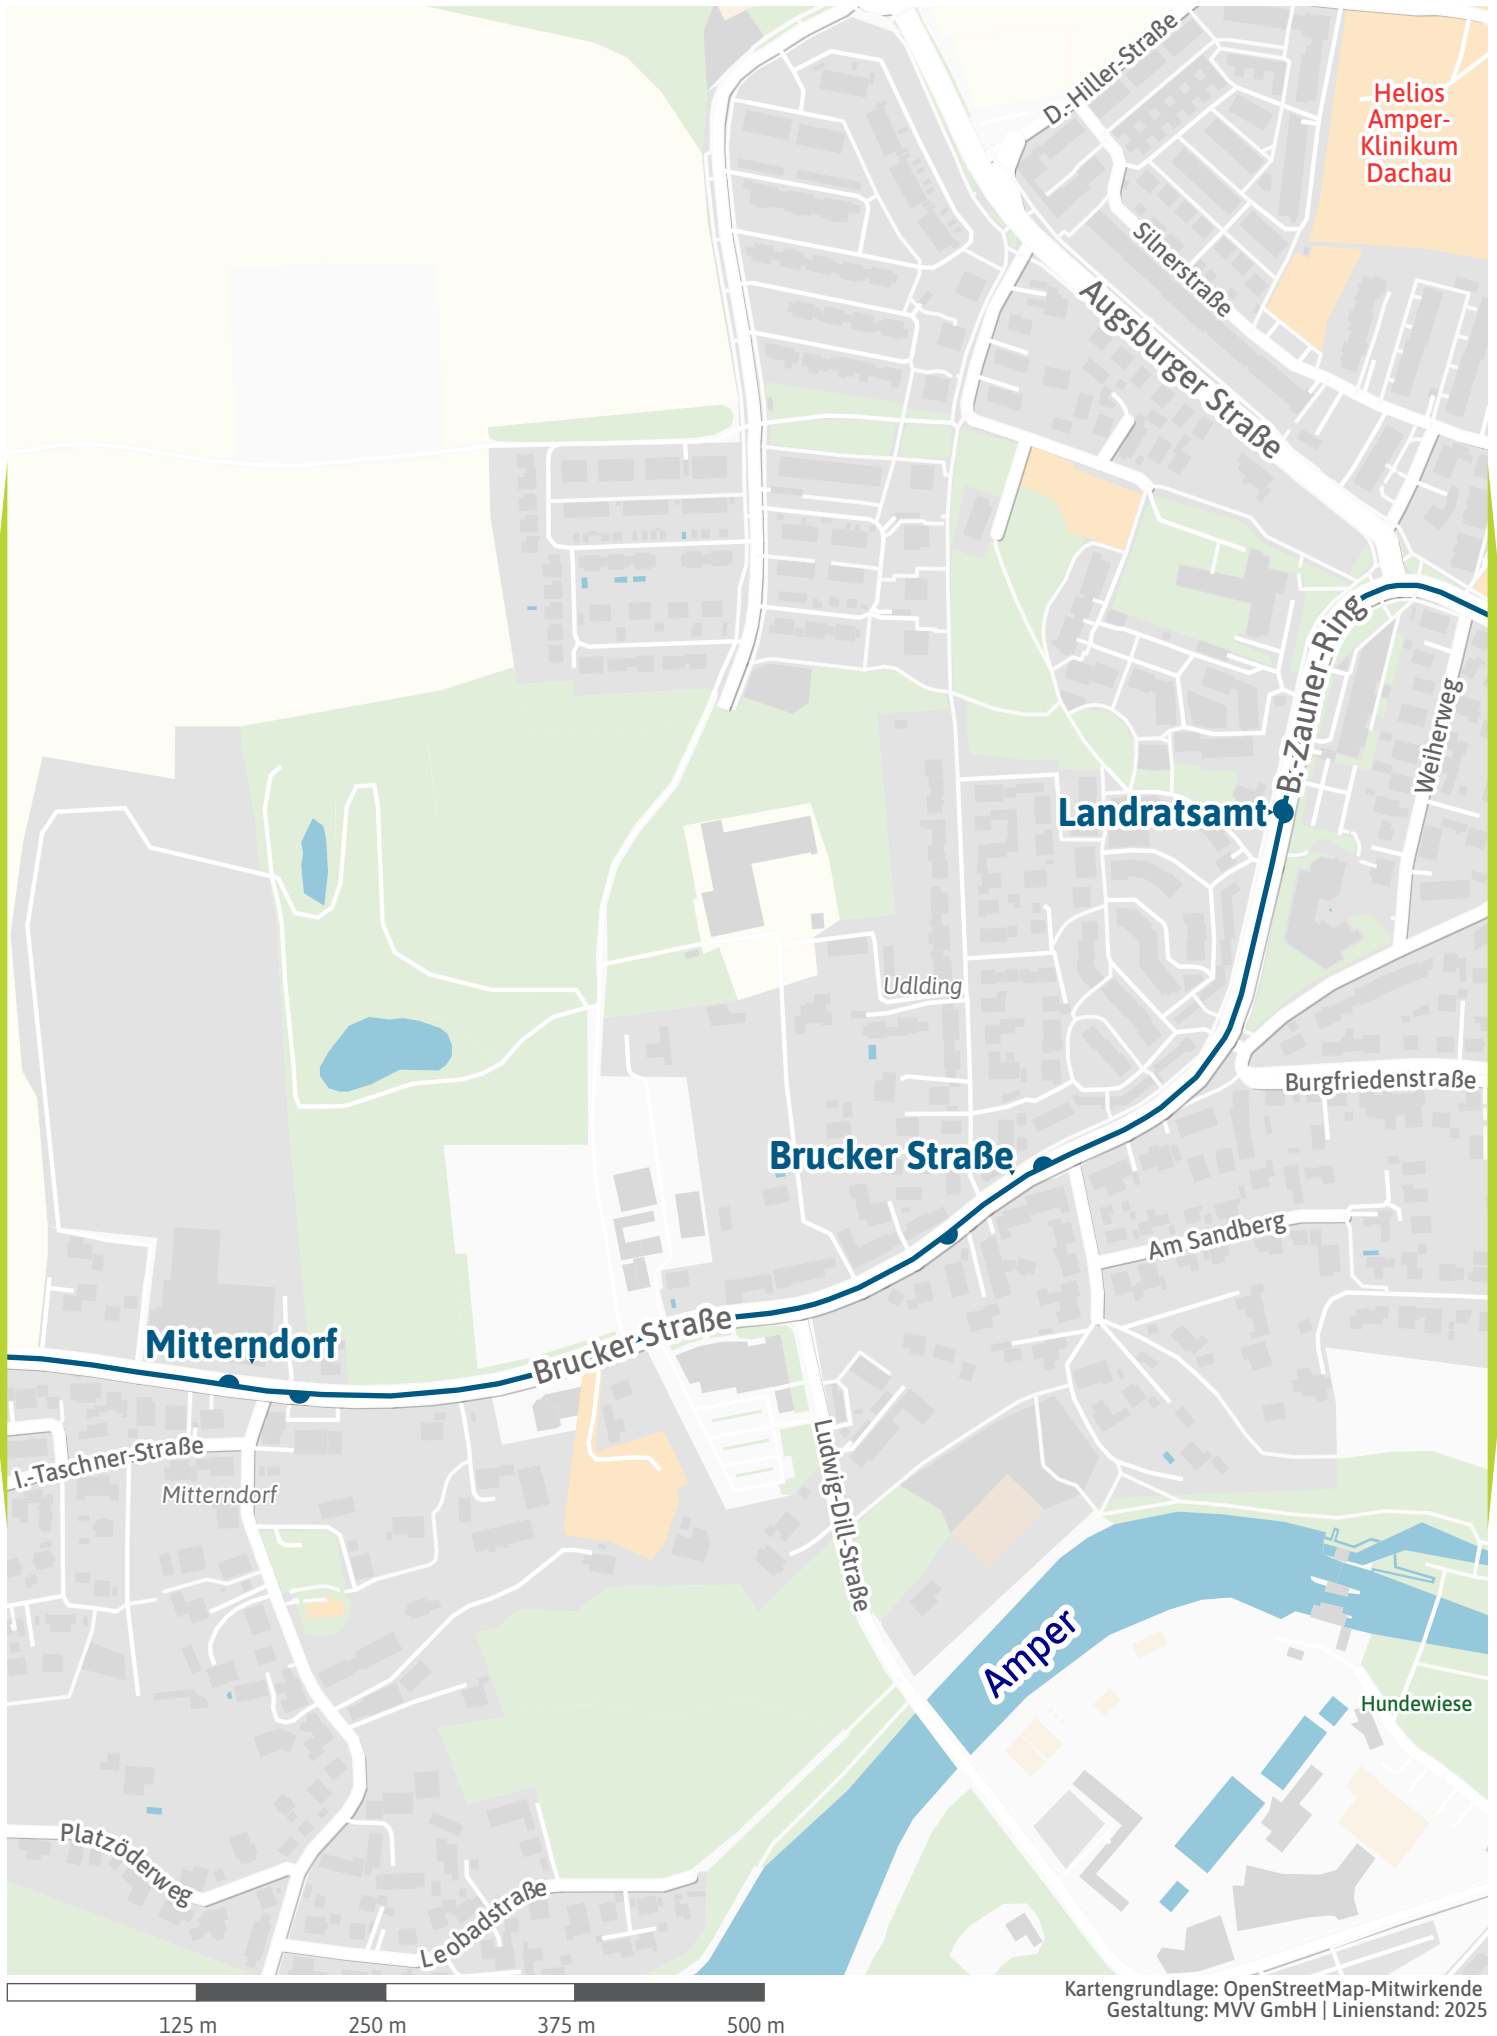 D.-Hiller-Straße
Helios
Amper-
Klinikum
Dachau
Silnerstraße
Augsburger Straße
B.-Zauner-Ring
Weiherweg
Landratsamt
Udlding
Burgfriedenstraße
Brucker Straße
Am Sandberg
Mitterndorf
Brucker Straße
I.-Taschner-Straße
Mitterndorf
Ludwig-Dill-Straße
Amper
Hundewiese
Platzöderweg
Leobadstraße
125 m 250 m 375 m 500 m
Kartengrundlage: OpenStreetMap-Mitwirkende
Gestaltung: MVV GmbH | Linienstand: 2025